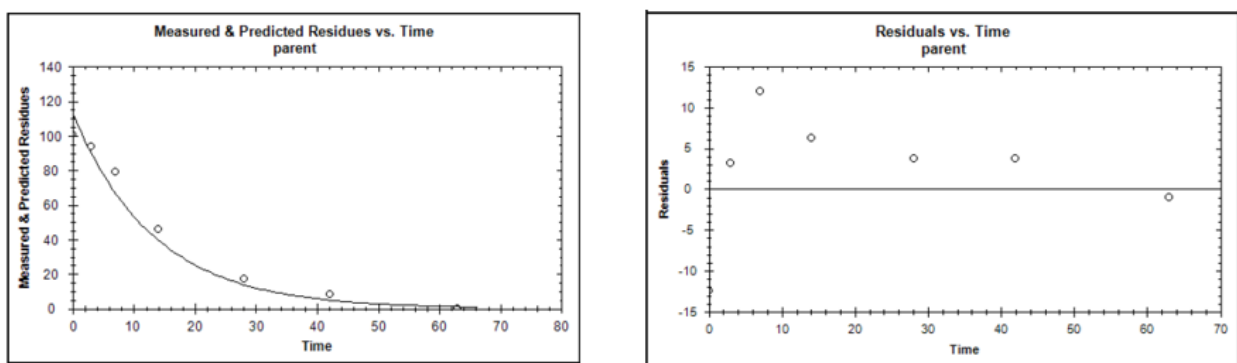 Measured & Predicted Residues vs. Time
parent
Measured & Predicted Residues
140
120
100
80
60
40
20
0
0 10 20 30 40 50 60 70 80
Time
Residuals vs. Time
parent
Residuals
15
10
5
0
-5
-10
-15
0 10 20 30 40 50 60 70
Time